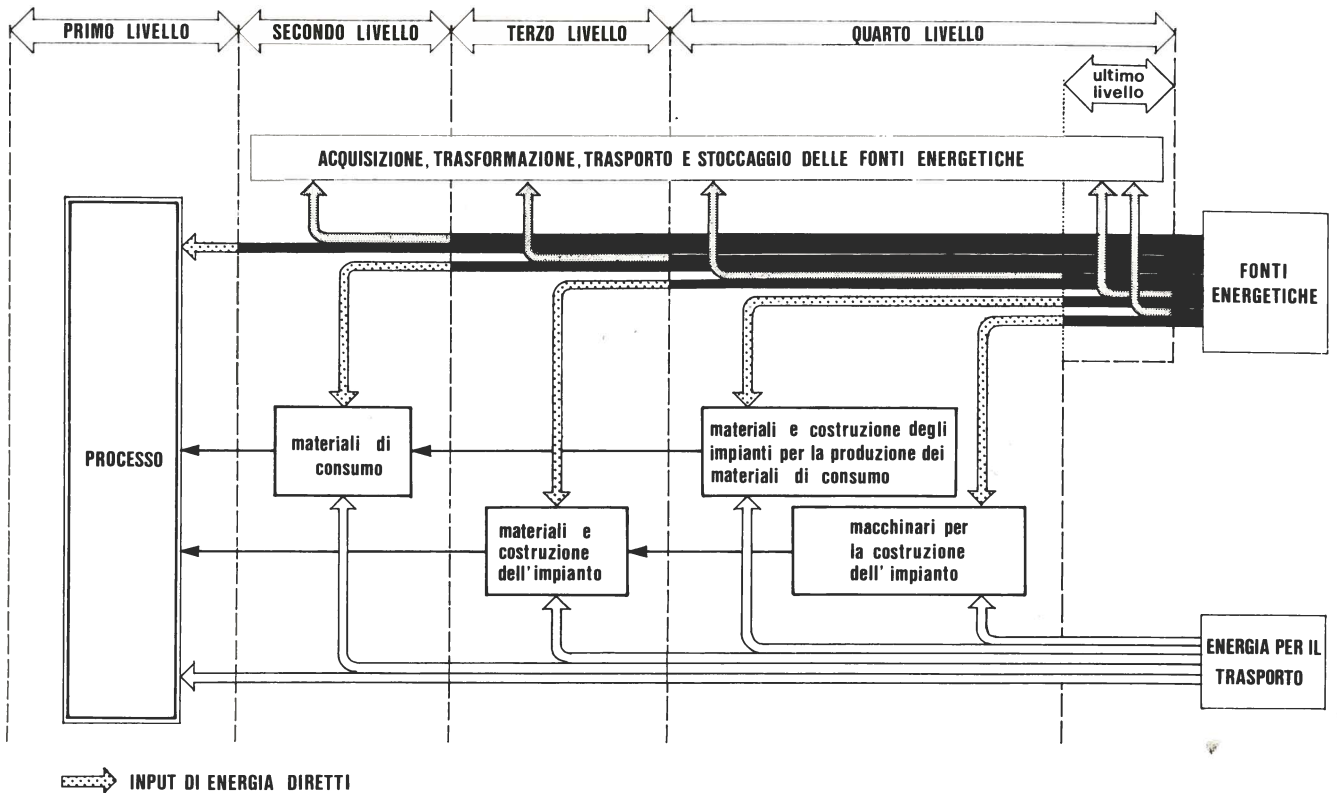 PRIMO LIVELLO
SECONDO LIVELLO
TERZO LIVELLO
QUARTO LIVELLO
ultimo
livello
ACQUISIZIONE, TRASFORMAZIONE, TRASPORTO E STOCCAGGIO DELLE FONTI ENERGETICHE
FONTI
ENERGETICHE
PROCESSO
materiali di
consumo
materiali e costruzione degli
impianti per la produzione dei
materiali di consumo
materiali e
costruzione
dell'impianto
macchinari per
la costruzione
dell' impianto
ENERGIA PER IL
TRASPORTO
INPUT DI ENERGIA DIRETTI